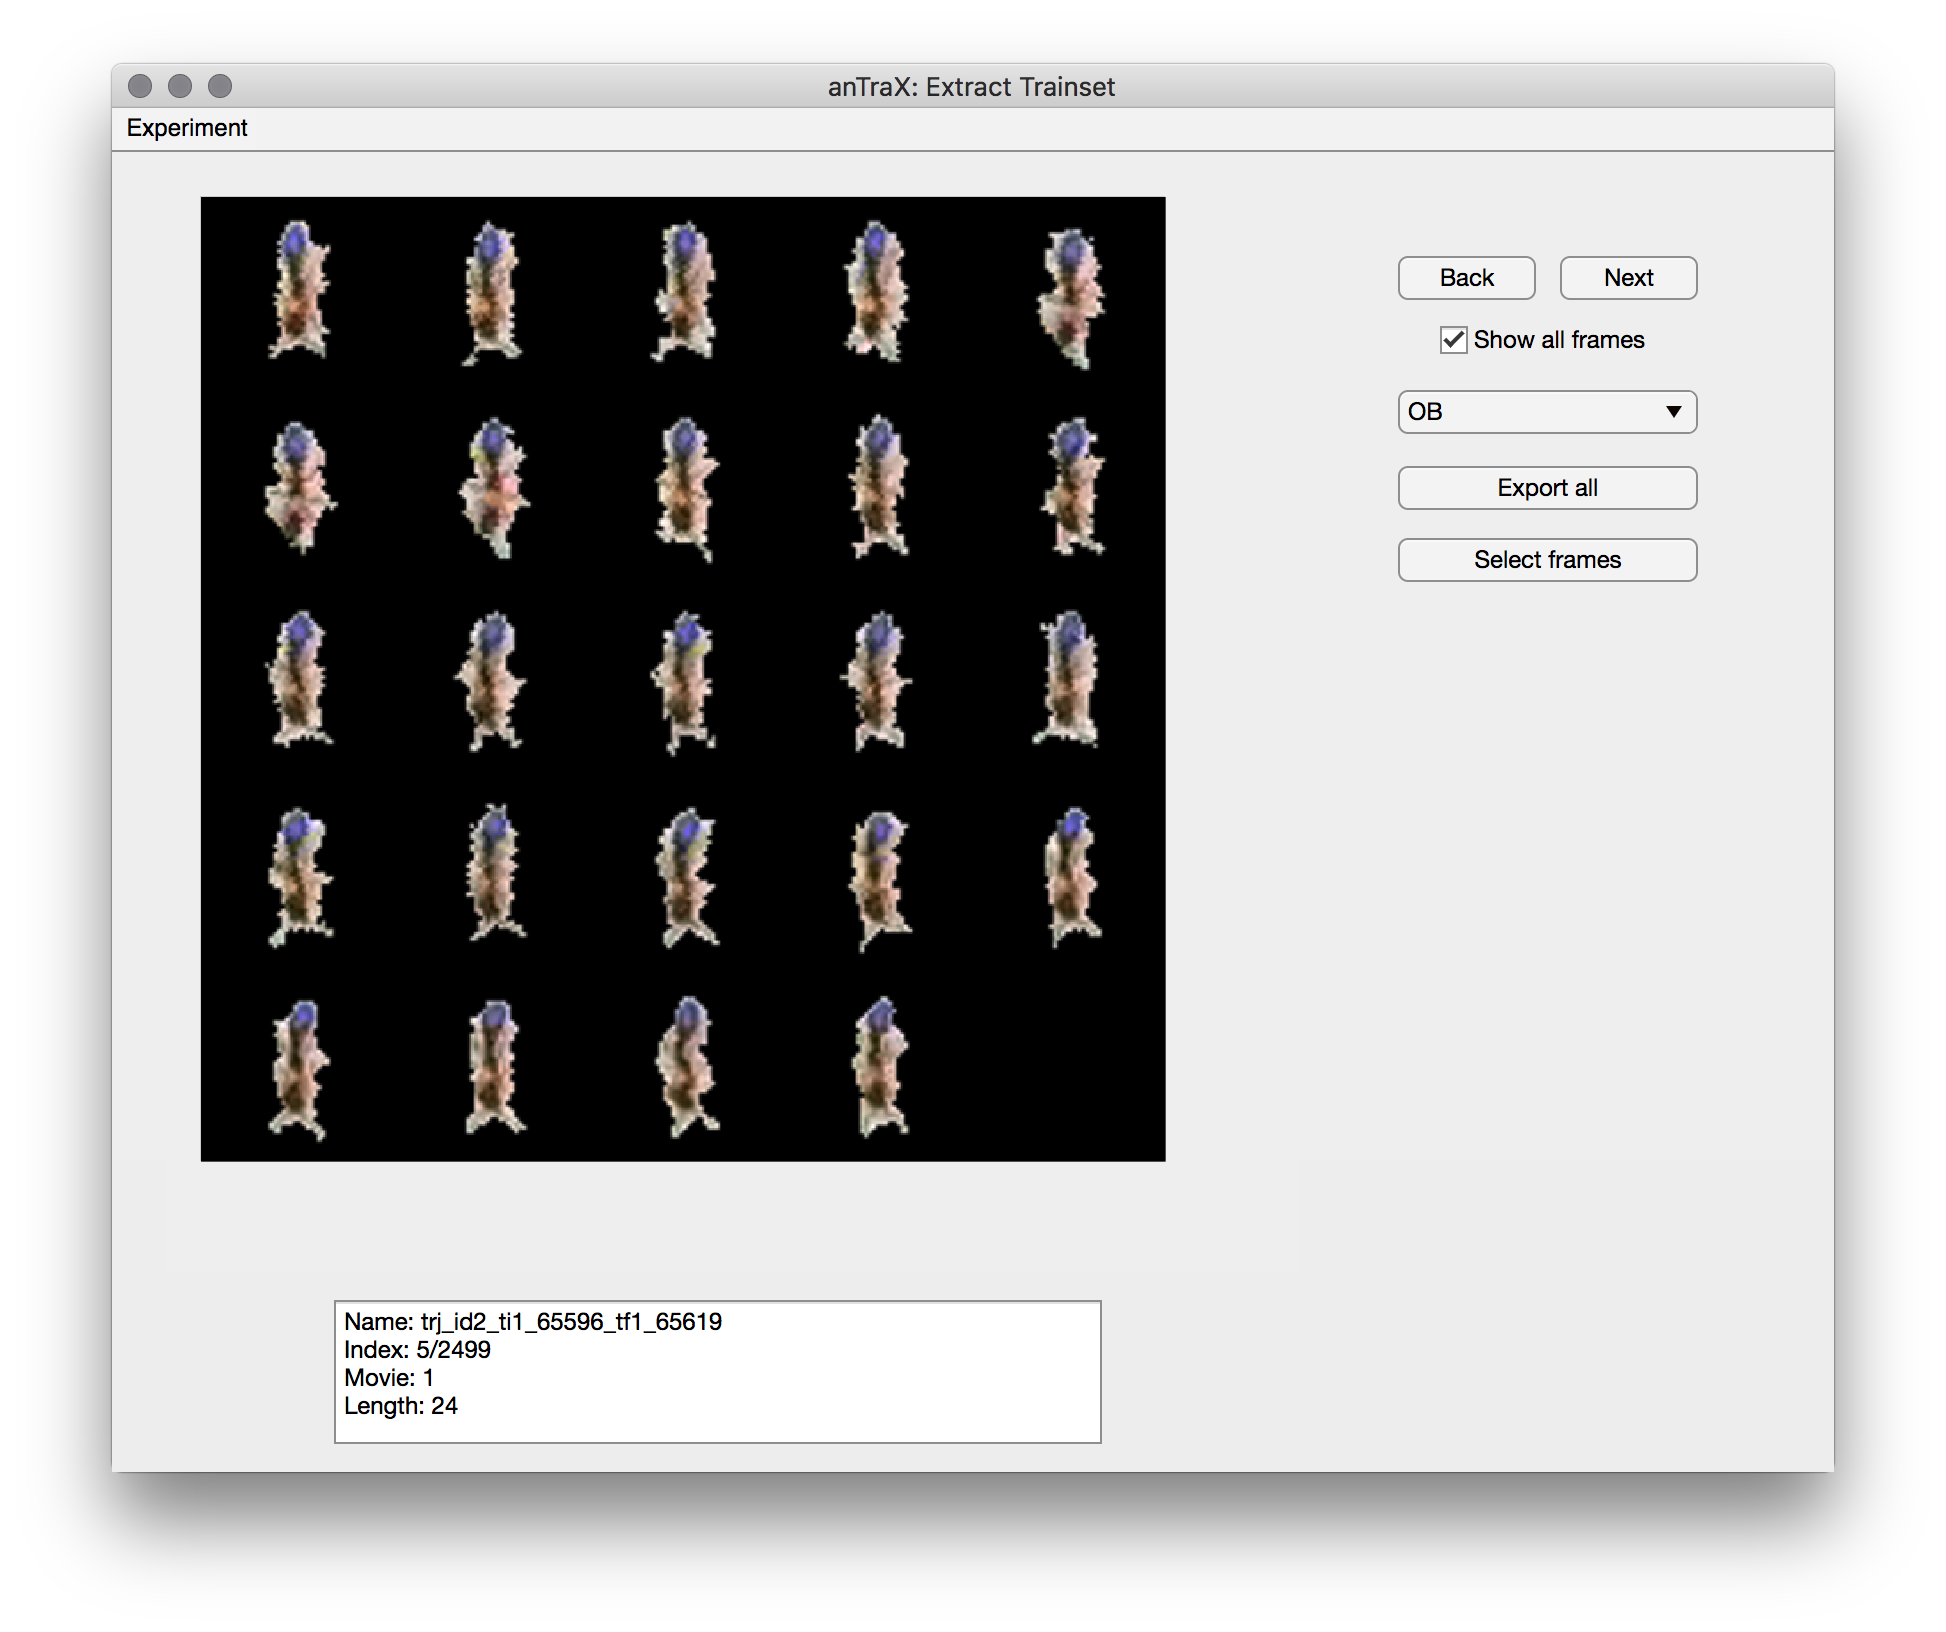 anTraX: Extract Trainset
Experiment
Back
Next
Show all frames
OB
Export all
Select frames
Name: trj_id2_ti1_65596_tf1_65619
Index: 5/2499
Movie: 1
Length: 24